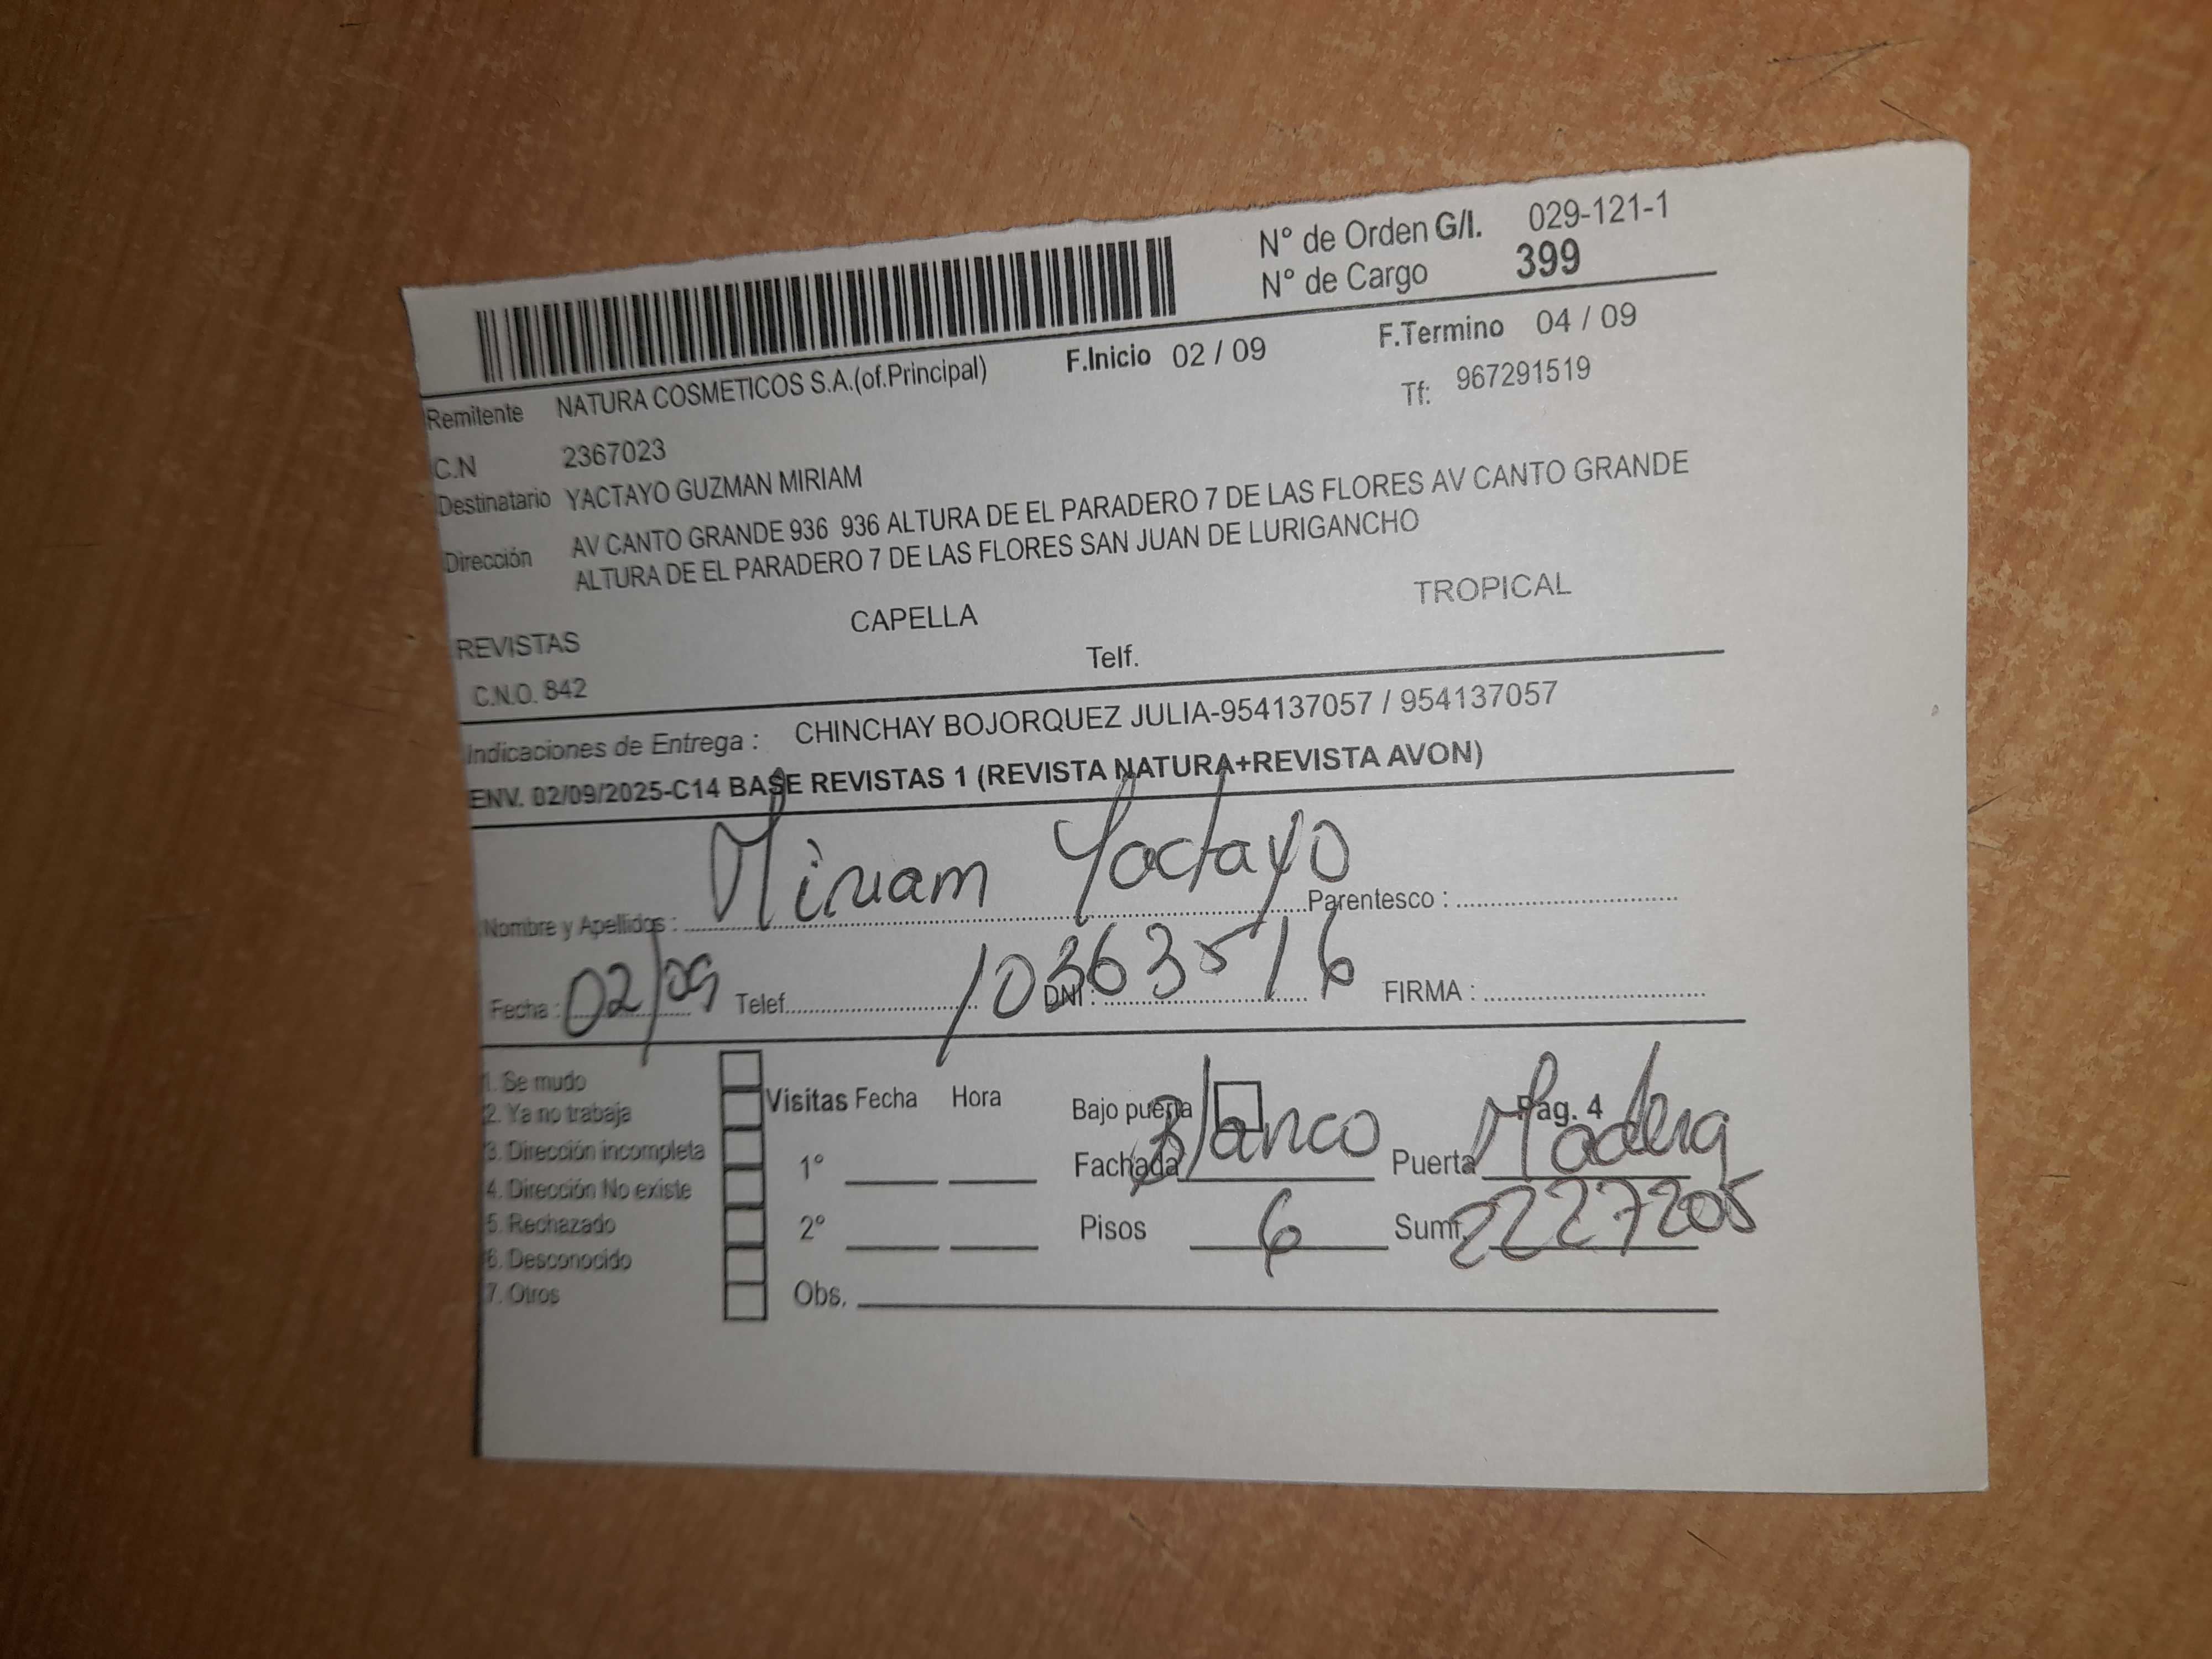 N° de Orden G/I. 029-121-1
N° de Cargo 399
F.Inicio 02 / 09 F.Termino 04 / 09
Remitente NATURA COSMETICOS S.A.(of.Principal) Tf: 967291519
C.N 2367023
Destinatario YACTAYO GUZMAN MIRIAM
Dirección AV CANTO GRANDE 936 936 ALTURA DE EL PARADERO 7 DE LAS FLORES AV CANTO GRANDE
ALTURA DE EL PARADERO 7 DE LAS FLORES SAN JUAN DE LURIGANCHO
REVISTAS CAPELLA TROPICAL
C.N.O. 842 Telf.
Indicaciones de Entrega : CHINCHAY BOJORQUEZ JULIA-954137057 / 954137057
ENV. 02/09/2025-C14 BASE REVISTAS 1 (REVISTA NATURA+REVISTA AVON)
Nombre y Apellidos : Miriam Yactayo Parentesco :
Fecha : 02/09 Telef. DNI : 10363516 FIRMA :
1. Se mudo
2. Ya no trabaja
3. Dirección incompleta
4. Dirección No existe
5. Rechazado
6. Desconocido
7. Otros
Visitas Fecha Hora
1°
2°
Bajo puerta Pag. 4
Fachada Blanco Puerta Madera
Pisos 6 Sumi. 2227205
Obs.